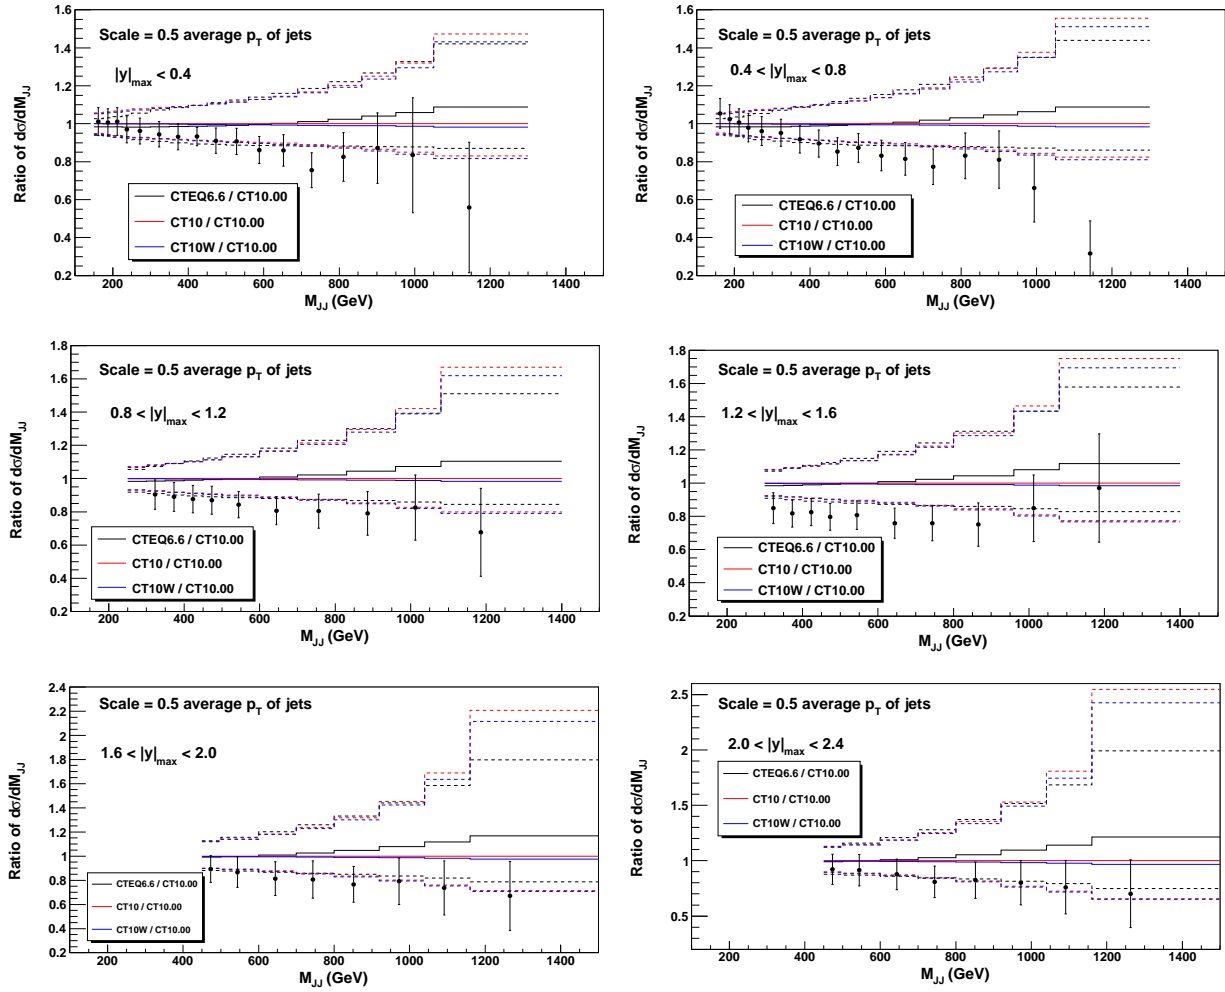 Scale = 0.5 average p_T of jets
|y|_max < 0.4
Ratio of dσ/dM_JJ
1.6
1.4
1.2
1
0.8
0.6
0.4
0.2
CTEQ6.6 / CT10.00
CT10 / CT10.00
CT10W / CT10.00
200 400 600 800 1000 1200 1400
M_JJ (GeV)
Scale = 0.5 average p_T of jets
0.4 < |y|_max < 0.8
Ratio of dσ/dM_JJ
1.6
1.4
1.2
1
0.8
0.6
0.4
0.2
CTEQ6.6 / CT10.00
CT10 / CT10.00
CT10W / CT10.00
200 400 600 800 1000 1200 1400
M_JJ (GeV)
Scale = 0.5 average p_T of jets
0.8 < |y|_max < 1.2
Ratio of dσ/dM_JJ
1.8
1.6
1.4
1.2
1
0.8
0.6
0.4
0.2
CTEQ6.6 / CT10.00
CT10 / CT10.00
CT10W / CT10.00
200 400 600 800 1000 1200 1400
M_JJ (GeV)
Scale = 0.5 average p_T of jets
1.2 < |y|_max < 1.6
Ratio of dσ/dM_JJ
1.8
1.6
1.4
1.2
1
0.8
0.6
0.4
0.2
CTEQ6.6 / CT10.00
CT10 / CT10.00
CT10W / CT10.00
200 400 600 800 1000 1200 1400
M_JJ (GeV)
Scale = 0.5 average p_T of jets
1.6 < |y|_max < 2.0
Ratio of dσ/dM_JJ
2.4
2.2
2
1.8
1.6
1.4
1.2
1
0.8
0.6
0.4
0.2
CTEQ6.6 / CT10.00
CT10 / CT10.00
CT10W / CT10.00
200 400 600 800 1000 1200 1400
M_JJ (GeV)
Scale = 0.5 average p_T of jets
2.0 < |y|_max < 2.4
Ratio of dσ/dM_JJ
2.5
2
1.5
1
0.5
CTEQ6.6 / CT10.00
CT10 / CT10.00
CT10W / CT10.00
200 400 600 800 1000 1200 1400
M_JJ (GeV)